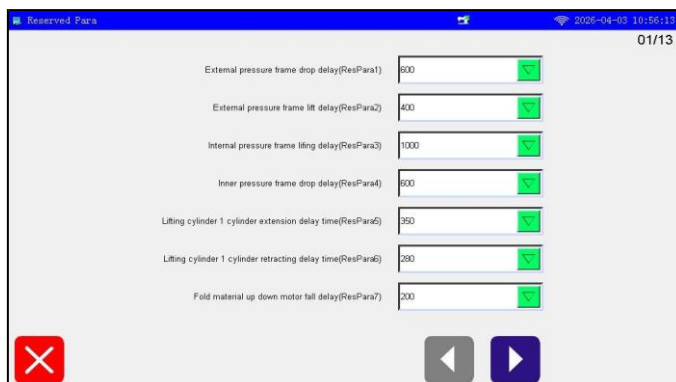 Reserved Para 2026-04-03 10:56:13
01/13
External pressure frame drop delay(ResPara1) 600
External pressure frame lift delay(ResPara2) 400
Internal pressure frame lifing delay(ResPara3) 1000
Inner pressure frame drop delay(ResPara4) 600
Lifting cylinder 1 cylinder extension delay time(ResPara5) 350
Lifting cylinder 1 cylinder retracting delay time(ResPara6) 280
Fold material up down motor fall delay(ResPara7) 200